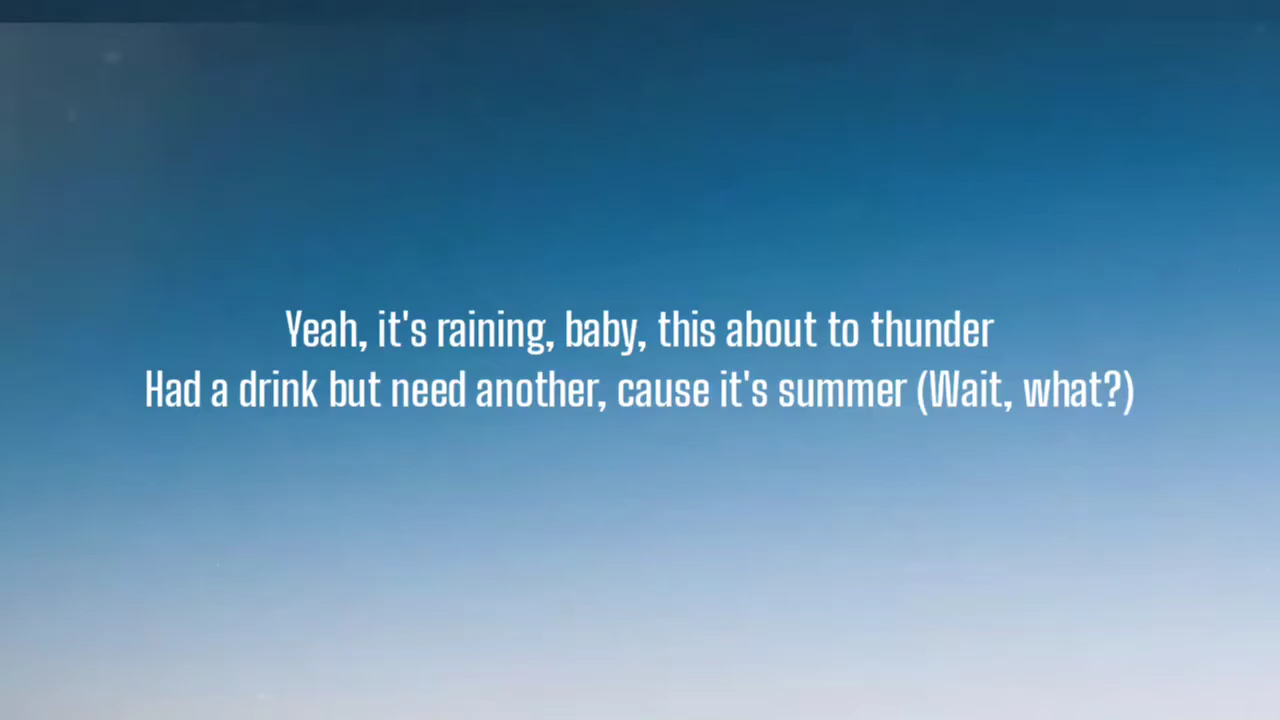 Yeah, it's raining, baby, this about to thunder
Had a drink but need another, cause it's summer (Wait, what?)